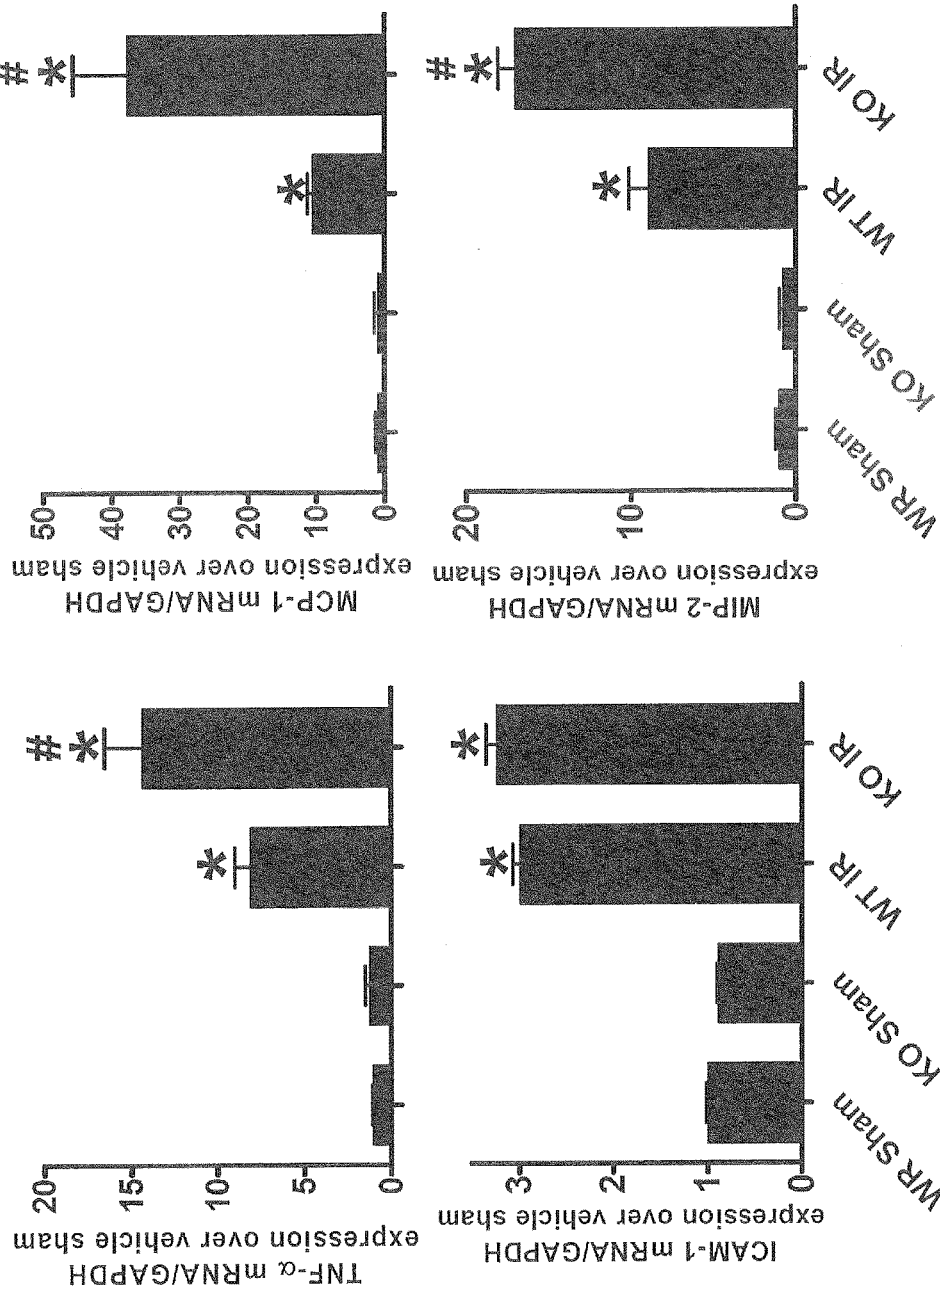 TNF-α mRNA/GAPDH
expression over vehicle sham
20
15
10
5
0
*
*
#
MCP-1 mRNA/GAPDH
expression over vehicle sham
50
40
30
20
10
0
*
*
#
ICAM-1 mRNA/GAPDH
expression over vehicle sham
3
1
0
*
*
WR Sham
KO Sham
WT IR
KO IR
MIP-2 mRNA/GAPDH
expression over vehicle sham
20
10
0
*
*
#
WR Sham
KO Sham
WT IR
KO IR